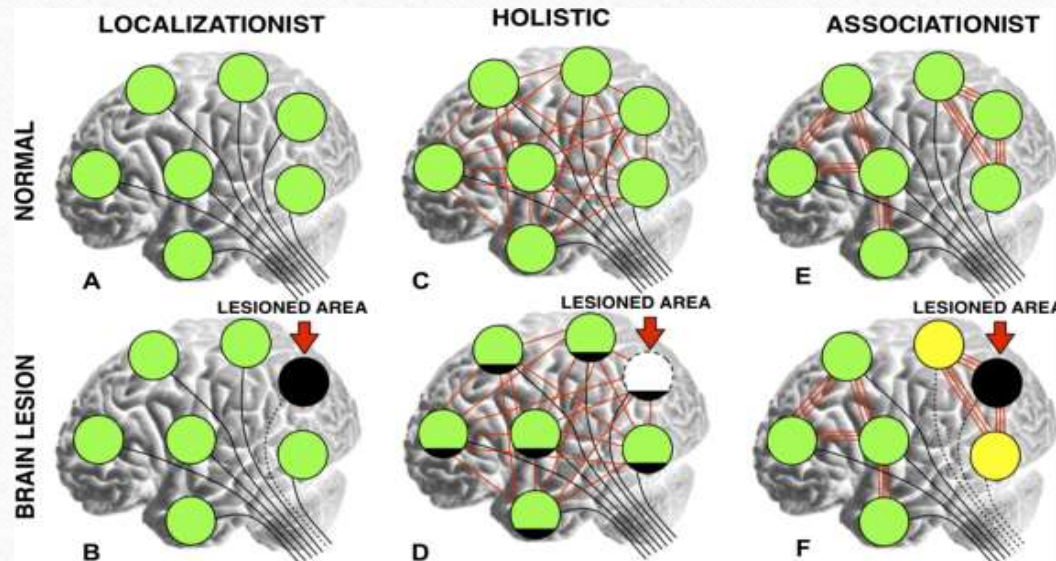 LOCALIZATIONIST
HOLISTIC
ASSOCIATIONIST
NORMAL
A
C
E
BRAIN LESION
LESIONED AREA
LESIONED AREA
LESIONED AREA
B
D
F